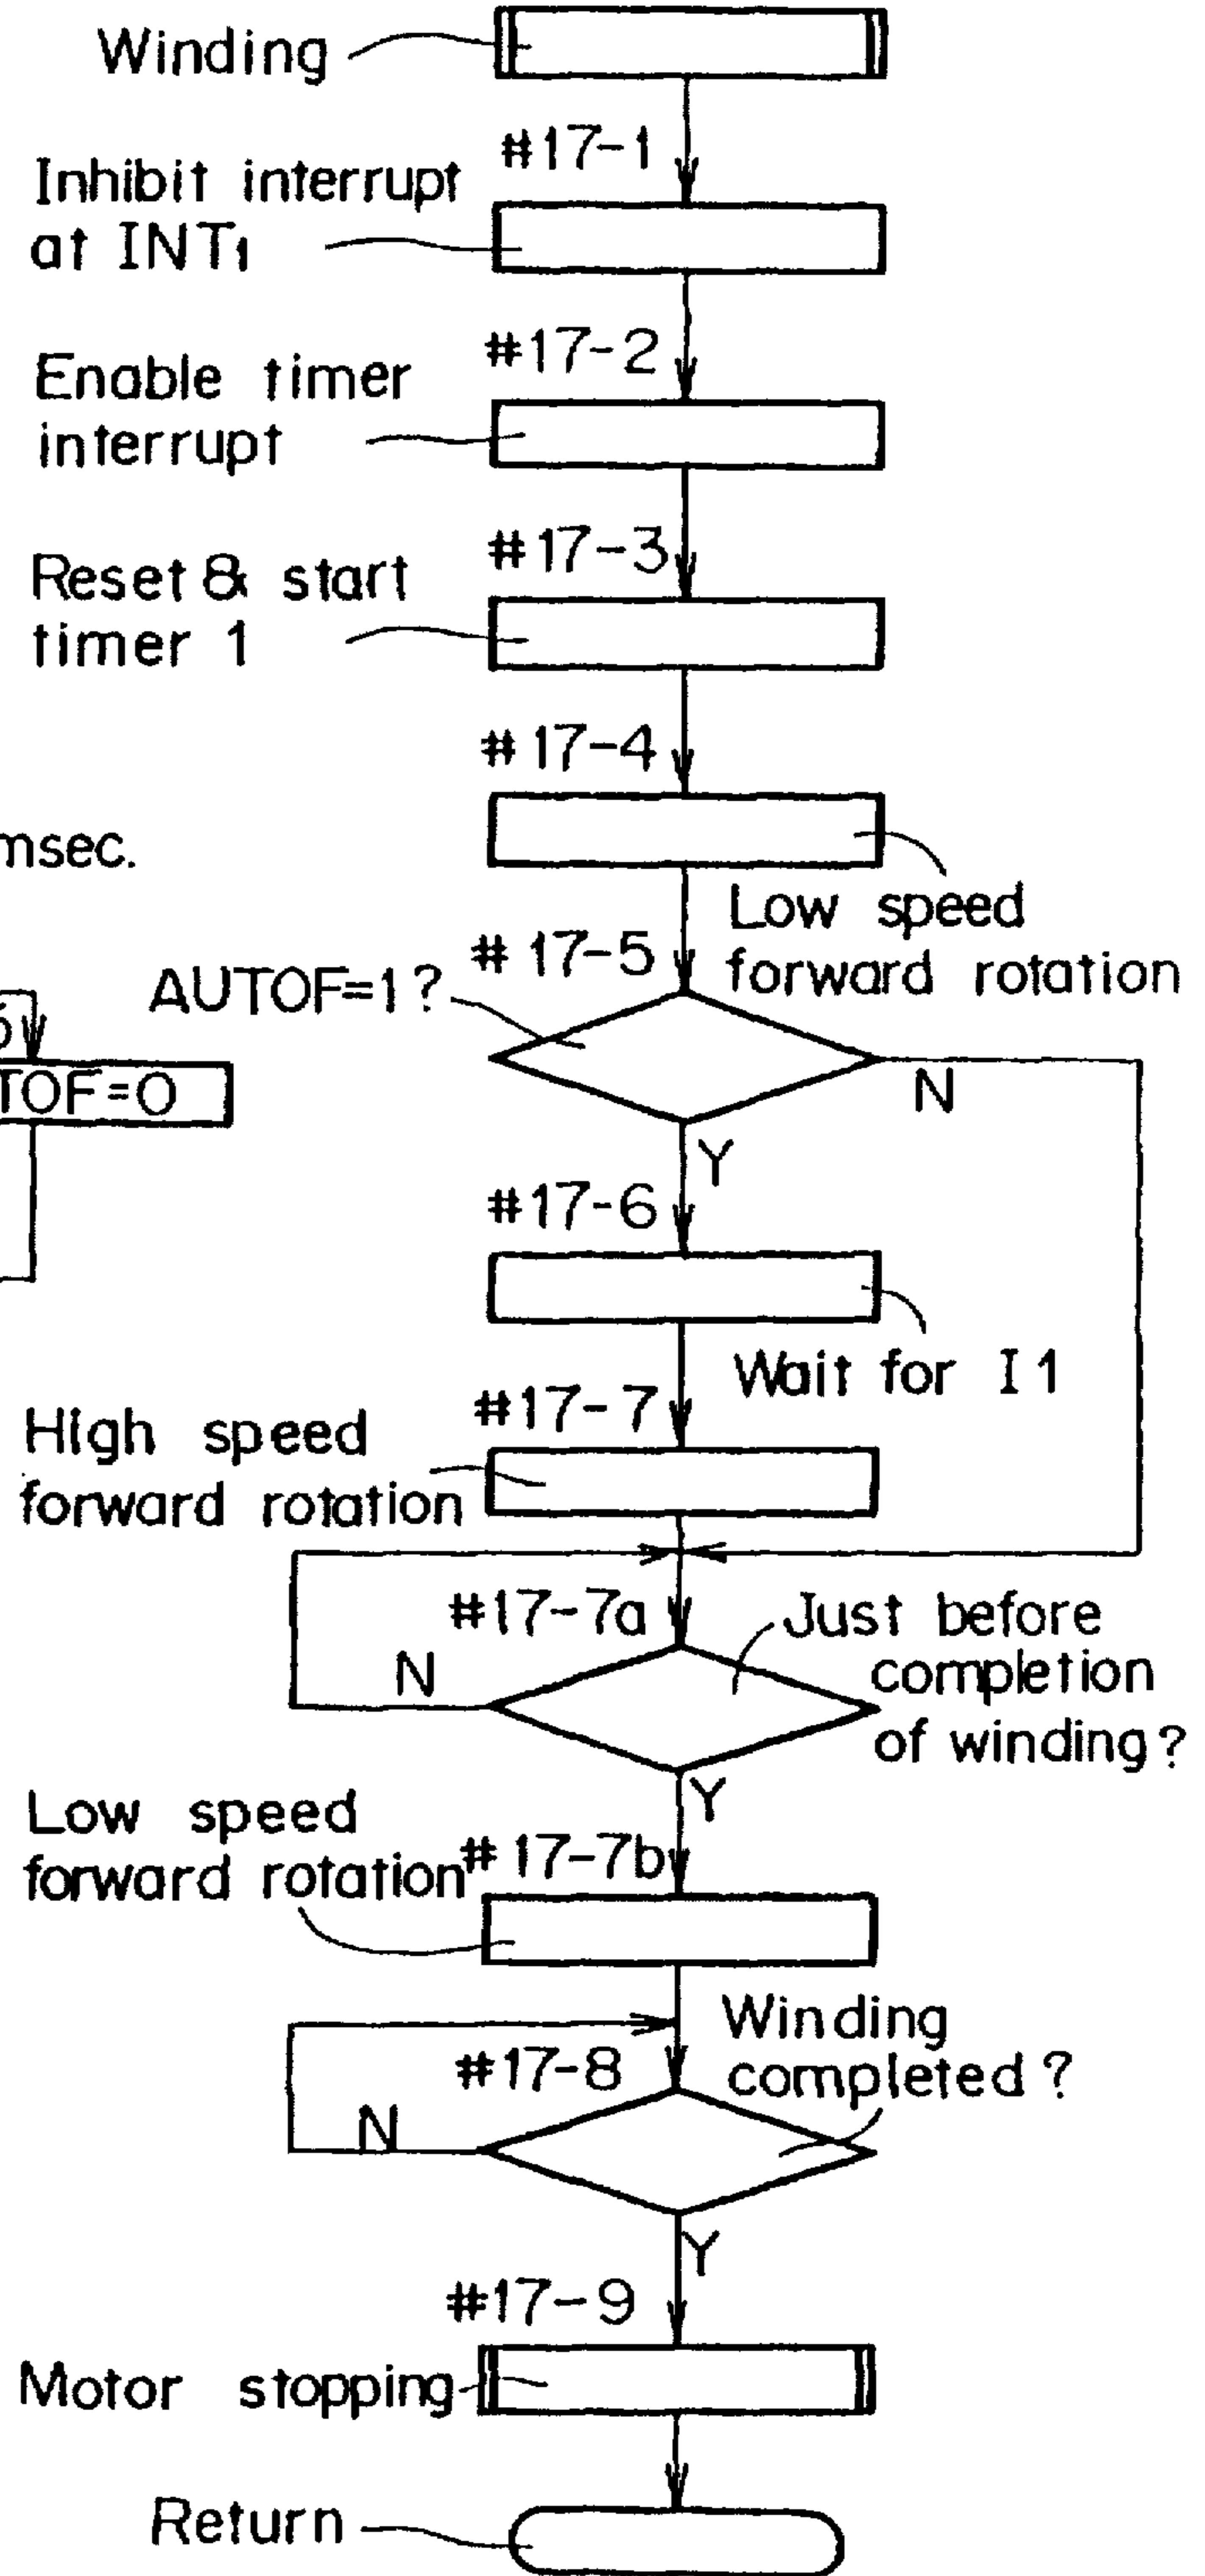 Winding
#17-1
Inhibit interrupt
at INT1
#17-2
Enable timer
interrupt
#17-3
Reset & start
timer 1
#17-4
msec.
Low speed
forward rotation
#17-5
AUTOF=1?
N
TOF=0
Y
#17-6
Wait for I1
#17-7
High speed
forward rotation
#17-7a
Just before
completion
of winding?
N
Y
Low speed
forward rotation
#17-7b
Winding
completed?
#17-8
N
Y
#17-9
Motor stopping
Return